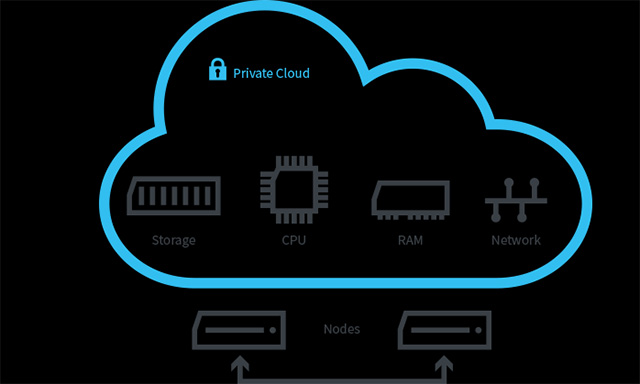 Private Cloud
Storage
CPU
RAM
Network
Nodes